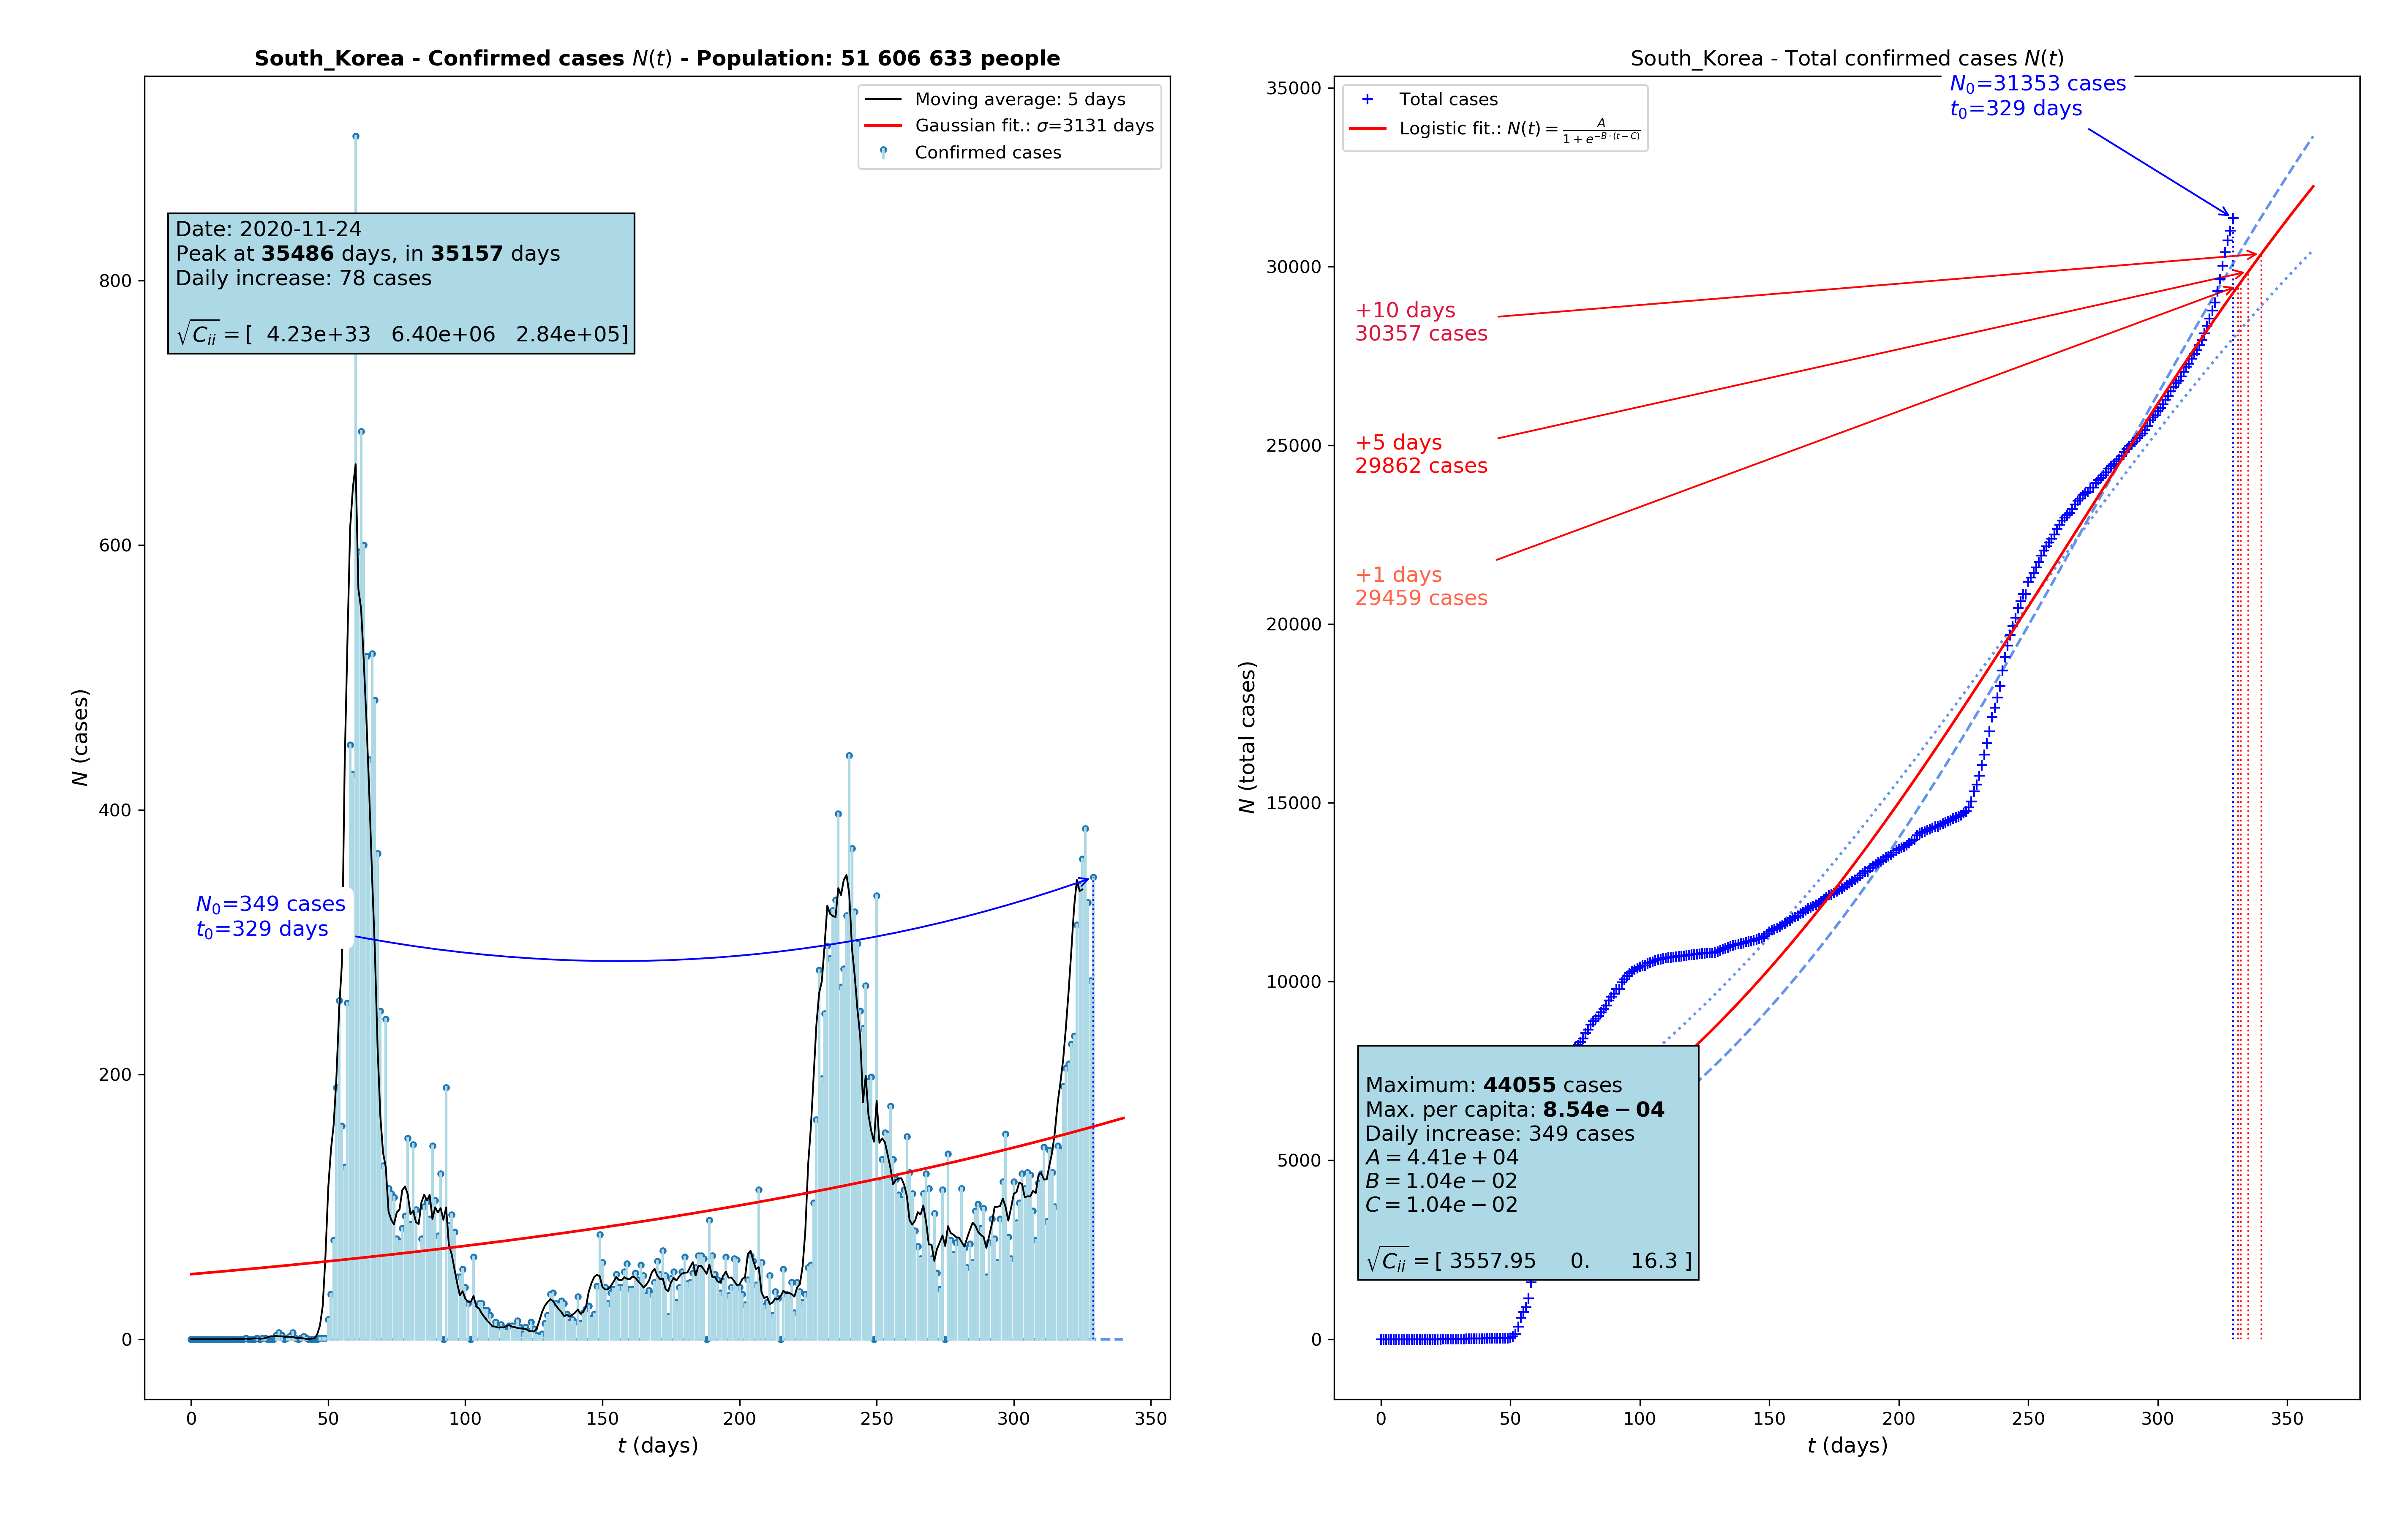 South_Korea - Confirmed cases N(t) - Population: 51 606 633 people
Moving average: 5 days
Gaussian fit.: σ=3131 days
Confirmed cases
Date: 2020-11-24
Peak at 35486 days, in 35157 days
Daily increase: 78 cases
√C_ii = [ 4.23e+33 6.40e+06 2.84e+05]
N_0=349 cases
t_0=329 days
N (cases)
800
600
400
200
0
0 50 100 150 200 250 300 350
t (days)
South_Korea - Total confirmed cases N(t)
Total cases
Logistic fit.: N(t) = A / (1 + e^{−B·(t−C)})
N_0=31353 cases
t_0=329 days
+10 days
30357 cases
+5 days
29862 cases
+1 days
29459 cases
Maximum: 44055 cases
Max. per capita: 8.54e − 04
Daily increase: 349 cases
A = 4.41e + 04
B = 1.04e − 02
C = 1.04e − 02
√C_ii = [ 3557.95 0. 16.3 ]
N (total cases)
35000
30000
25000
20000
15000
10000
5000
0
0 50 100 150 200 250 300 350
t (days)